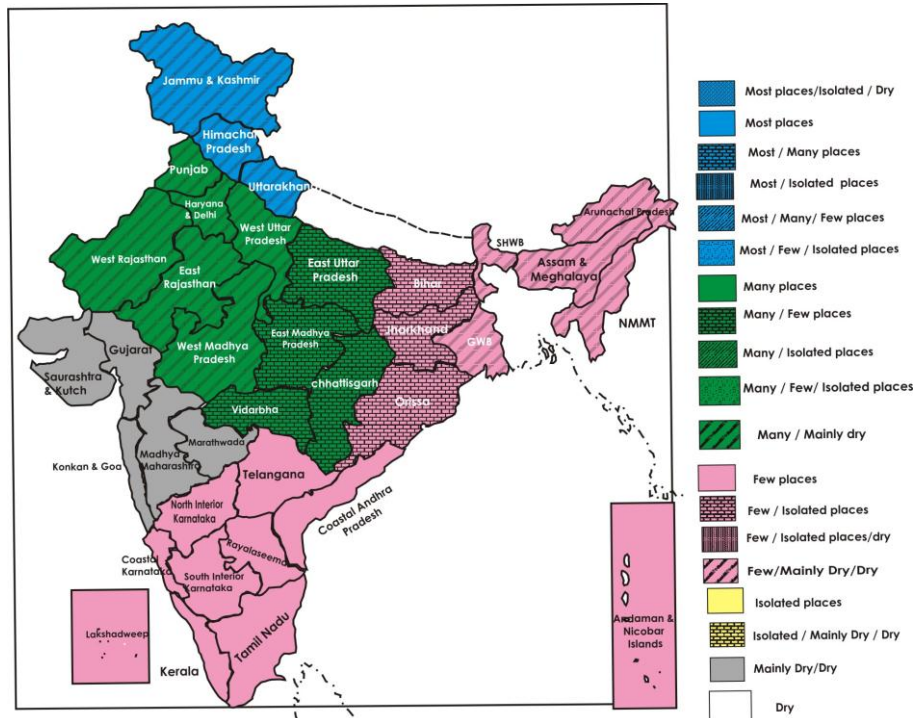 Jammu & Kashmir
Himachal
Pradesh
Punjab
Uttarakhand
Haryana
& Delhi
West Uttar
Pradesh
West Rajasthan
East
Rajasthan
East Uttar
Pradesh
Bihar
SHWB
Arunachal Pradesh
Assam &
Meghalaya
NMMT
Jharkhand
GWB
West Madhya
Pradesh
East Madhya
Pradesh
chhattisgarh
Orissa
Gujarat
Saurashtra
& Kutch
Vidarbha
Marathwada
Madhya
Maharashtra
Konkan & Goa
Telangana
Coastal Andhra
Pradesh
North Interior
Karnataka
Rayalaseema
Coastal
Karnataka
South Interior
Karnataka
Tamil Nadu
Kerala
Lakshadweep
Andaman &
Nicobar
Islands
Most places/Isolated / Dry
Most places
Most / Many places
Most / Isolated places
Most / Many/ Few places
Most / Few / Isolated places
Many places
Many / Few places
Many / Isolated places
Many / Few/ Isolated places
Many / Mainly dry
Few places
Few / Isolated places
Few / Isolated places/dry
Few/Mainly Dry/Dry
Isolated places
Isolated / Mainly Dry / Dry
Mainly Dry/Dry
Dry